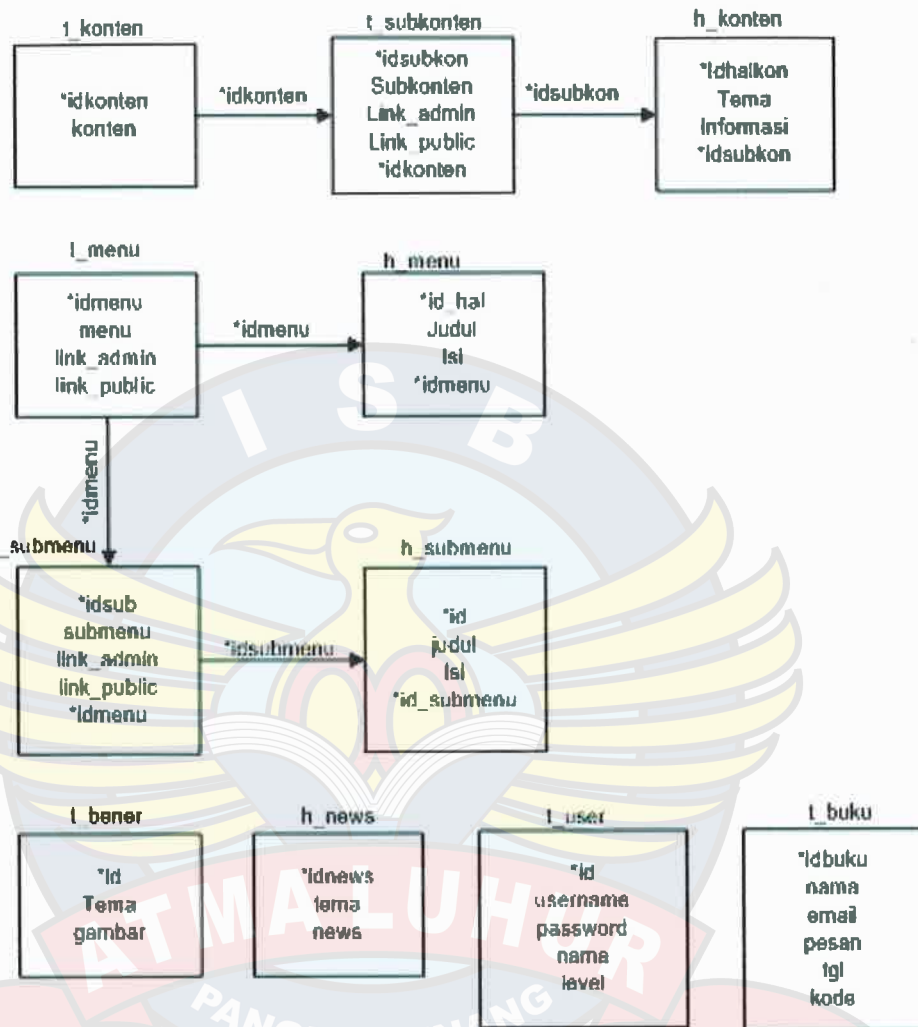 t_konten
*idkonten
konten
*idkonten
t_subkonten
*idsubkon
Subkonten
Link_admin
Link_public
*idkonten
*idsubkon
h_konten
*Idhalkon
Tema
Informasi
*idsubkon
t_menu
*idmenu
menu
link_admin
link_public
*idmenu
h_menu
*id_hal
Judul
Isi
*idmenu
*idmenu
_submenu
*idsub
submenu
link_admin
link_public
*Idmenu
*idsubmenu
h_submenu
*id
judul
Isi
*id_submenu
t_baner
*Id
Tema
gambar
h_news
*Idnews
tema
news
t_user
*id
username
password
nama
level
t_buku
*Idbuku
nama
email
pesan
tgl
kode
I S B
ATMA LUHUR